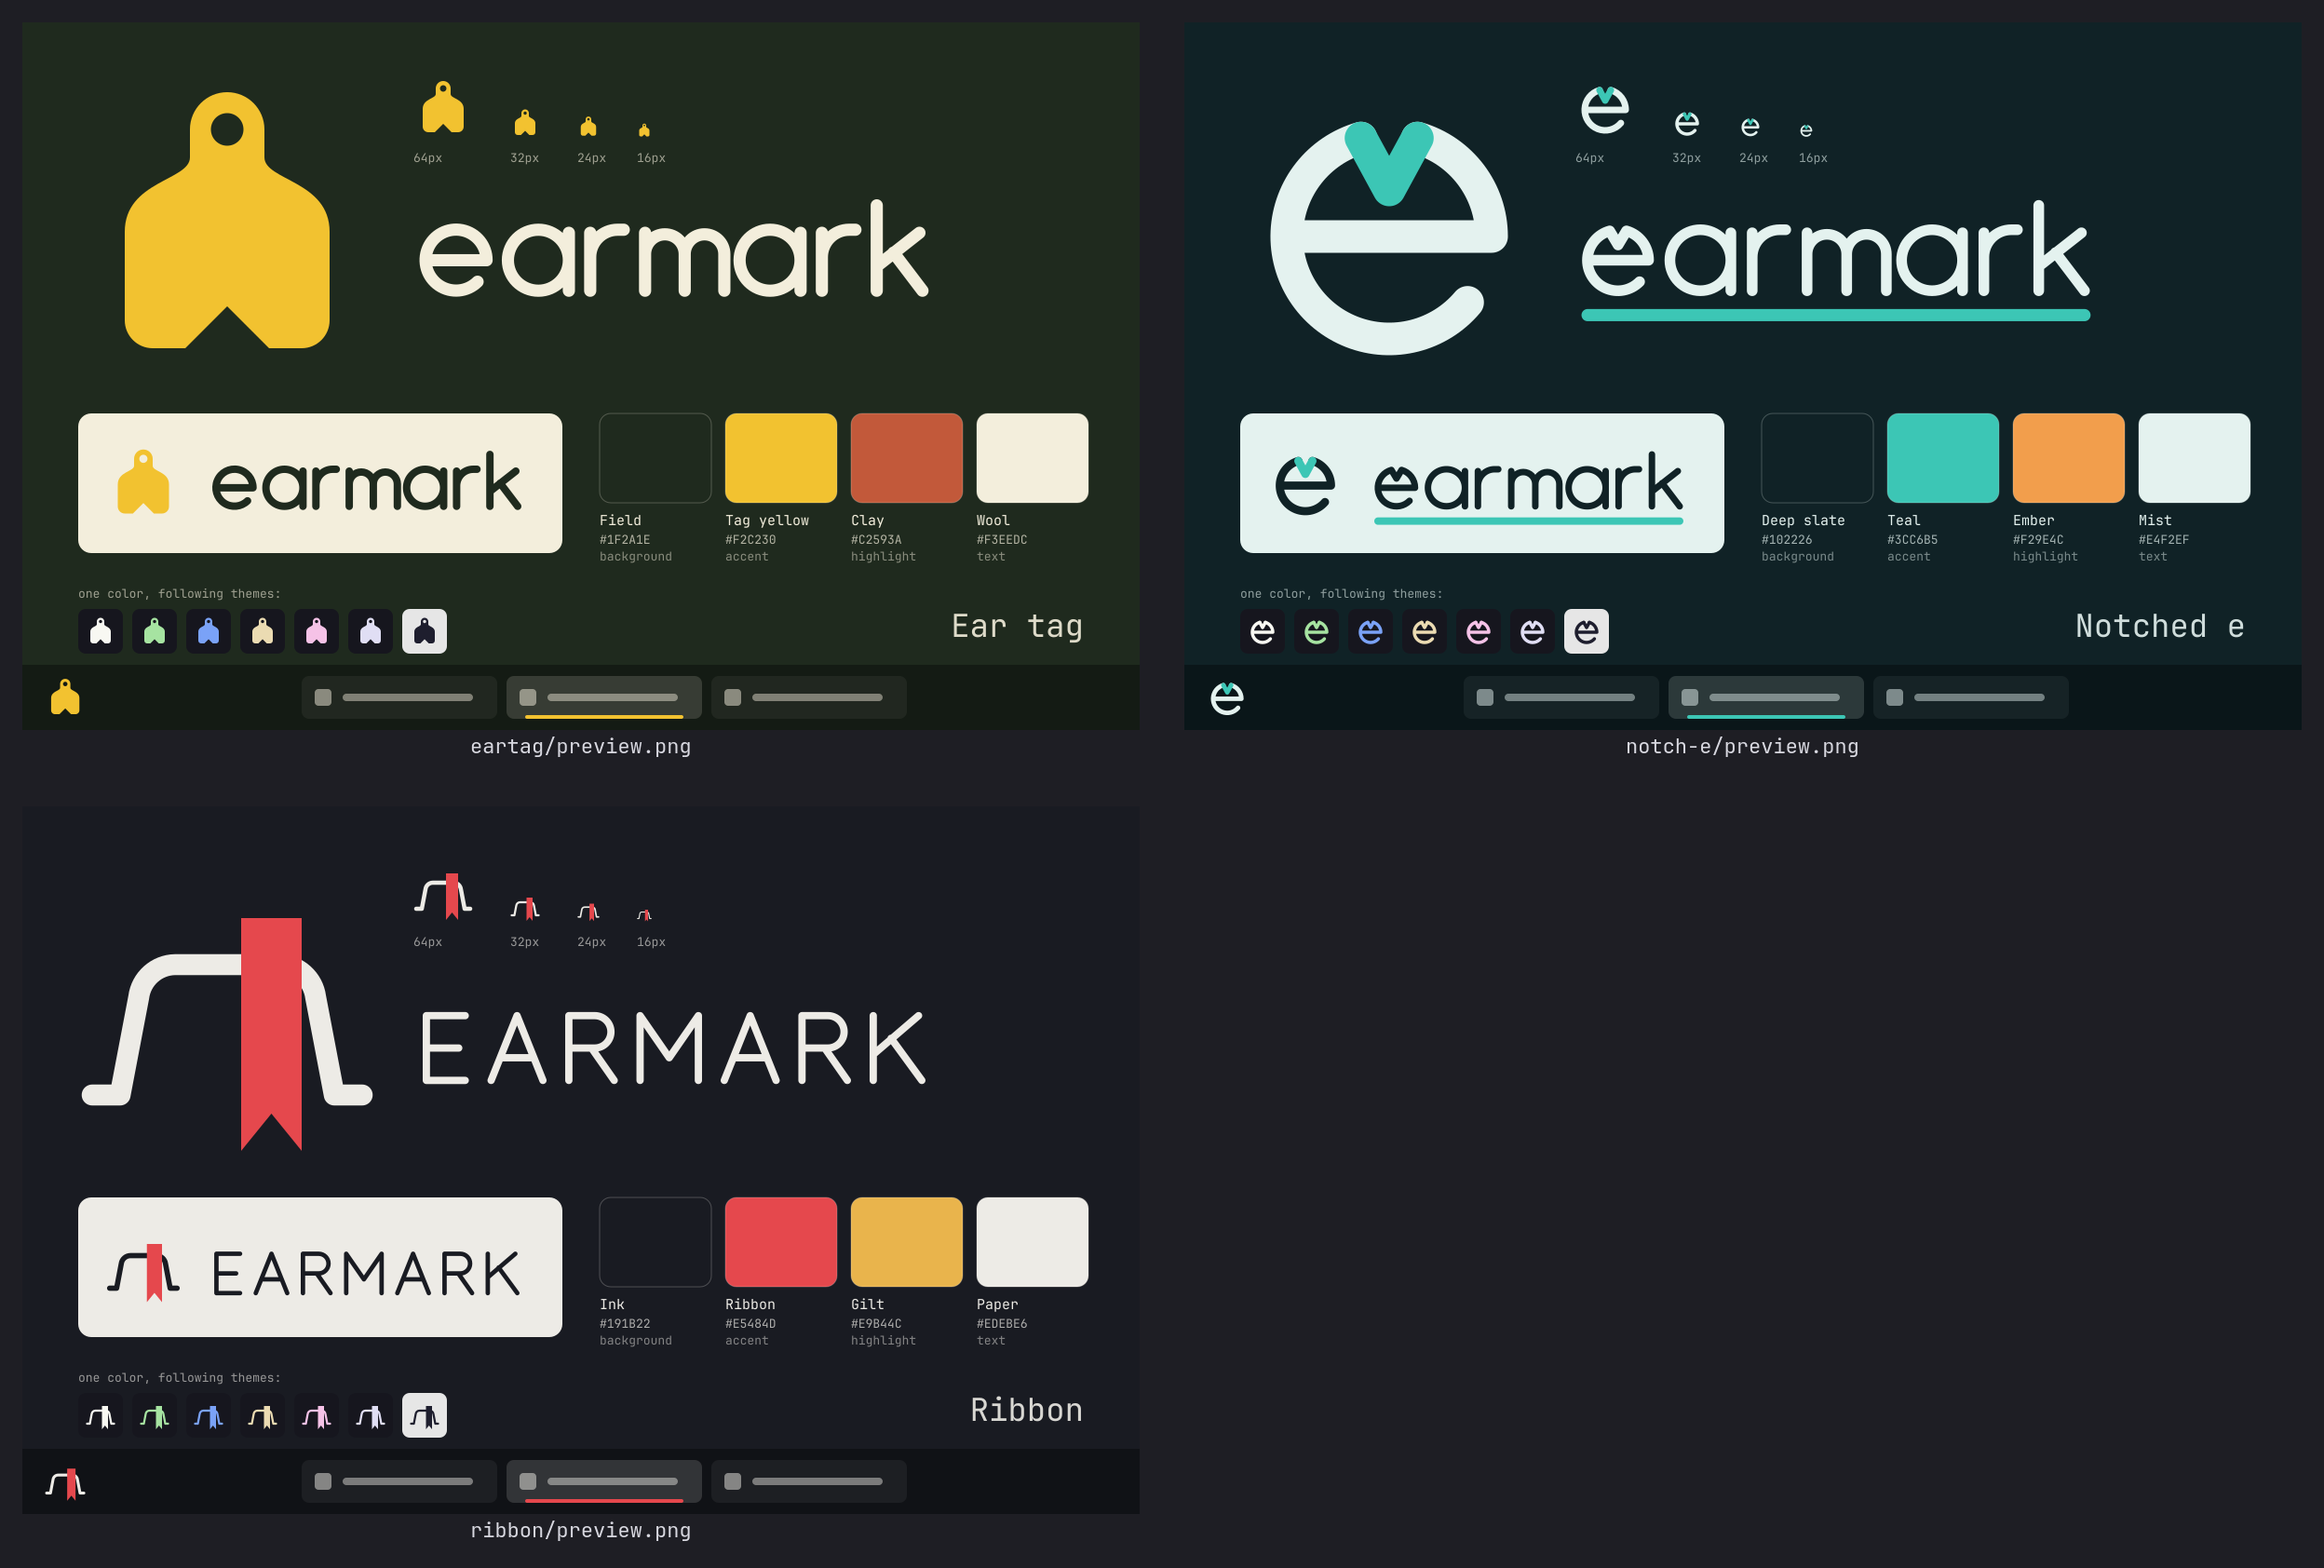 64px 32px 24px 16px
earmark
earmark
Field Tag yellow Clay Wool
#1F2A1E #F2C230 #C2593A #F3EEDC
background accent highlight text
one color, following themes:
Ear tag
eartag/preview.png
64px 32px 24px 16px
earmark
earmark
Deep slate Teal Ember Mist
#102226 #3CC6B5 #F29E4C #E4F2EF
background accent highlight text
one color, following themes:
Notched e
notch-e/preview.png
64px 32px 24px 16px
EARMARK
EARMARK
Ink Ribbon Gilt Paper
#191B22 #E5484D #E9B44C #EDEBE6
background accent highlight text
one color, following themes:
Ribbon
ribbon/preview.png